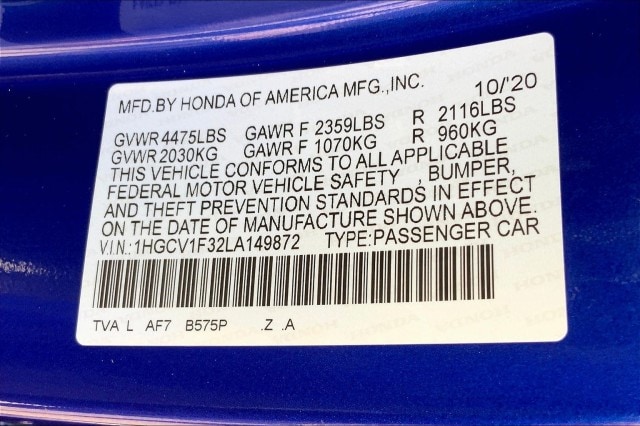 MFD.BY HONDA OF AMERICA MFG.,INC. 10/'20
GVWR 4475LBS GAWR F 2359LBS R 2116LBS
GVWR 2030KG GAWR F 1070KG R 960KG
THIS VEHICLE CONFORMS TO ALL APPLICABLE
FEDERAL MOTOR VEHICLE SAFETY , BUMPER,
AND THEFT PREVENTION STANDARDS IN EFFECT
ON THE DATE OF MANUFACTURE SHOWN ABOVE.
V.I.N.: 1HGCV1F32LA149872 TYPE:PASSENGER CAR
TVA L AF7 B575P .Z .A